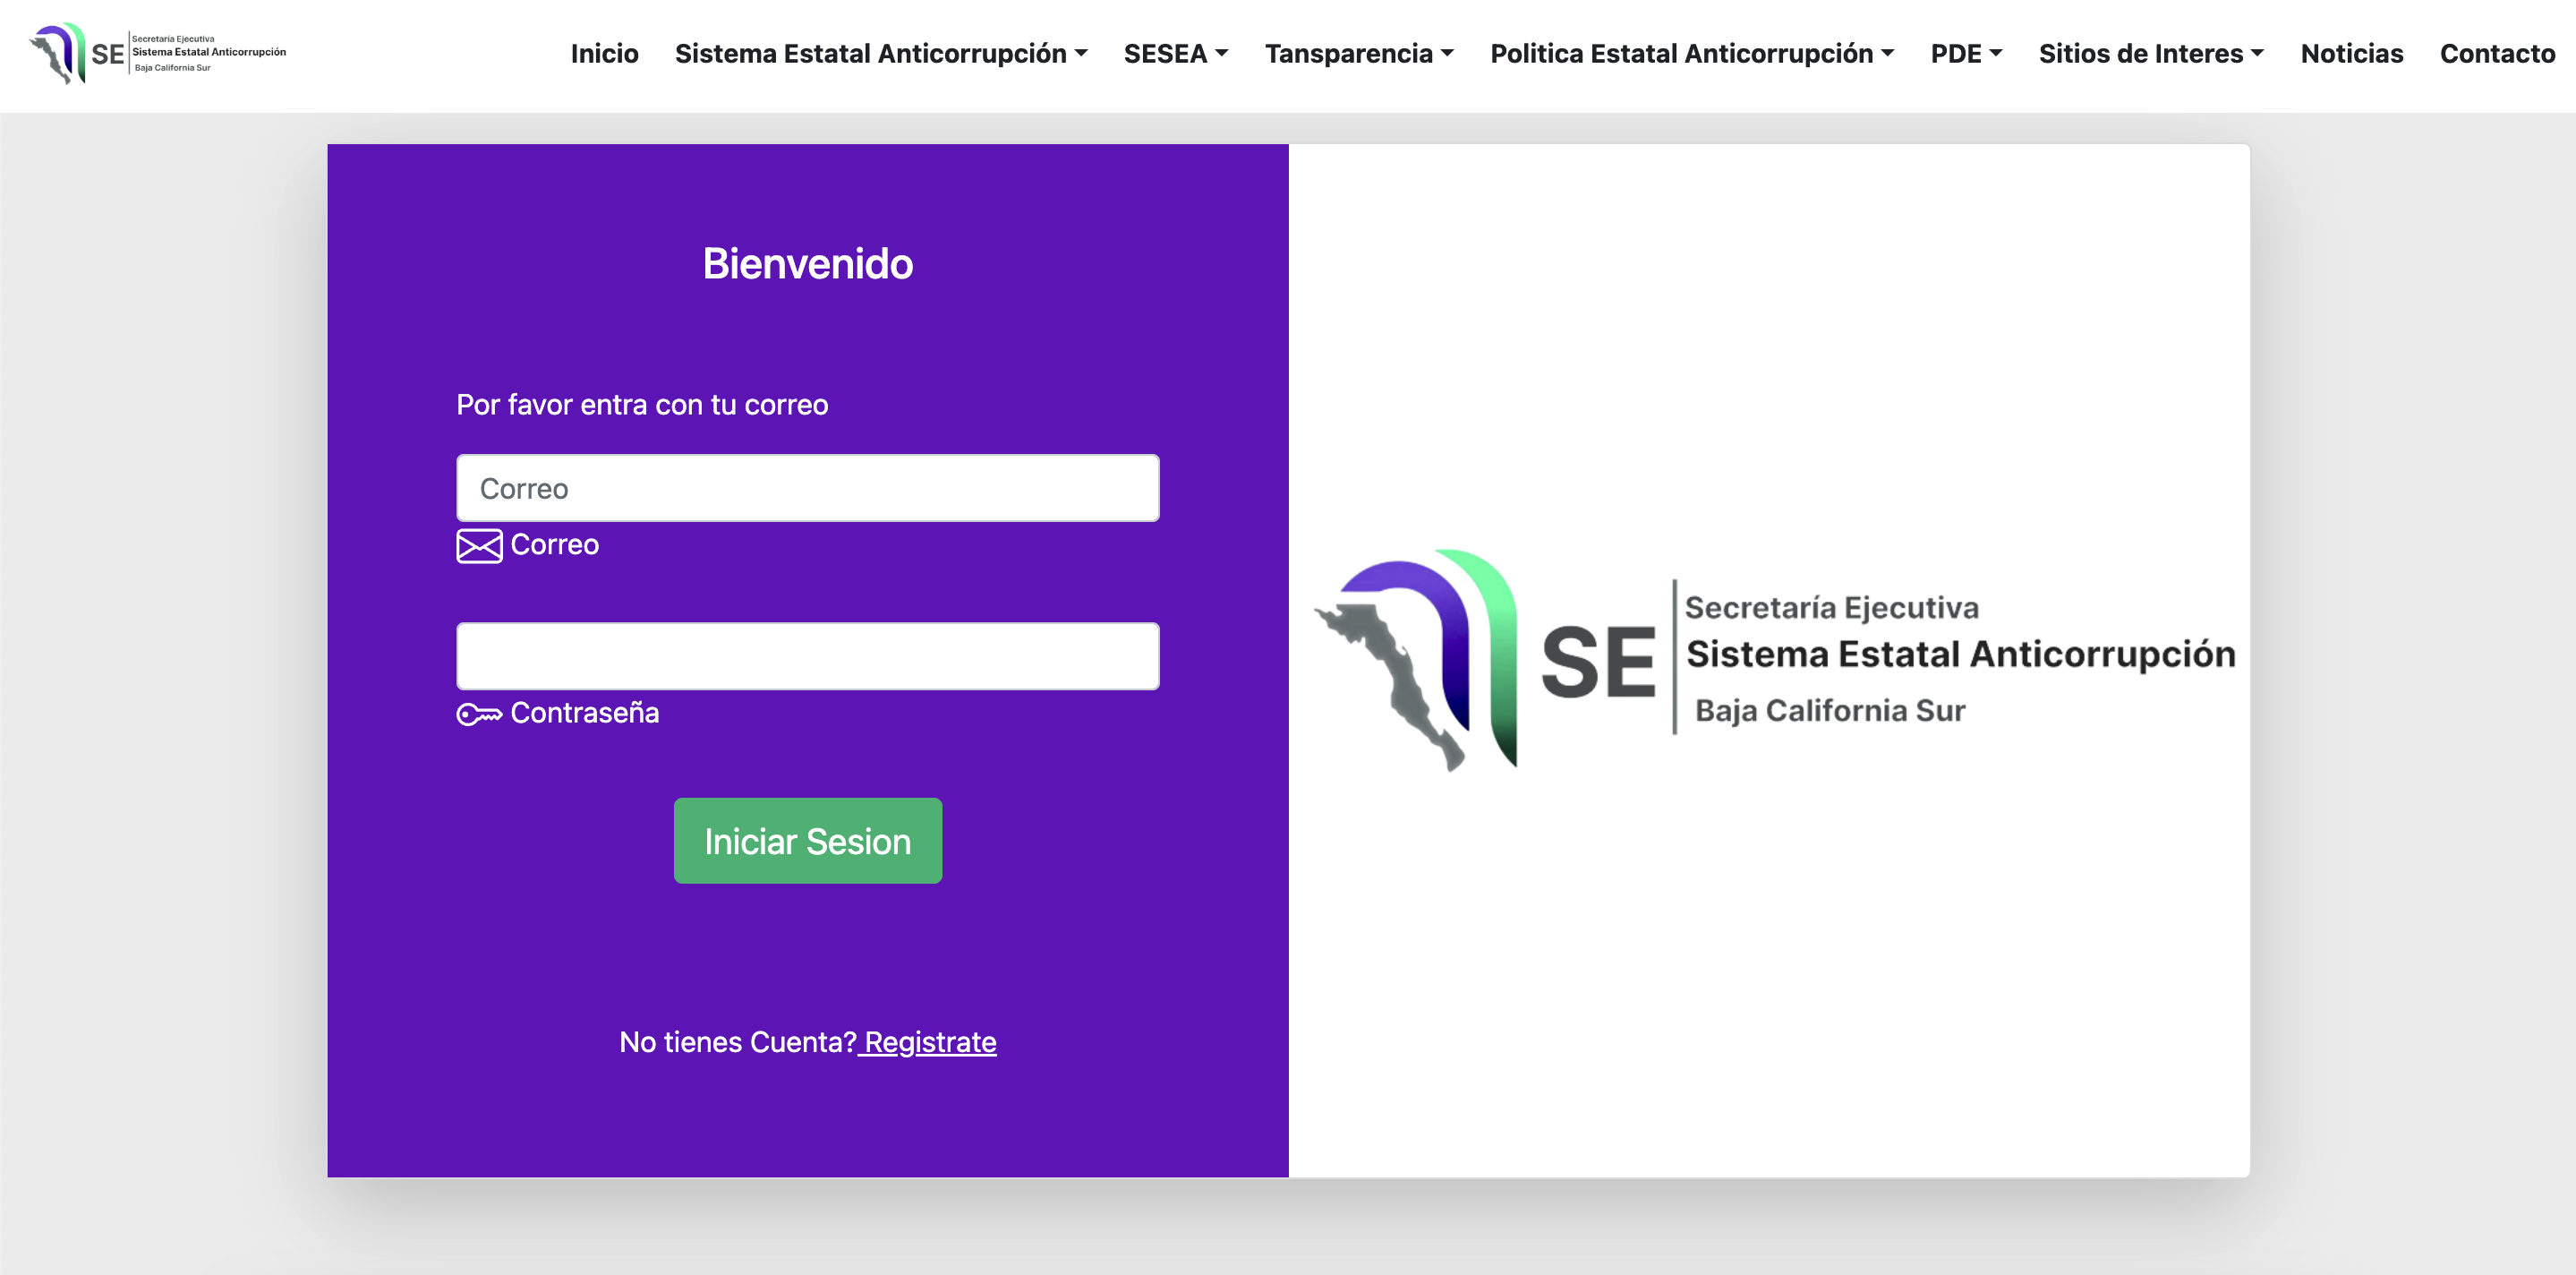 SE
Secretaría Ejecutiva
Sistema Estatal Anticorrupción
Baja California Sur
Inicio Sistema Estatal Anticorrupción SESEA Tansparencia Politica Estatal Anticorrupción PDE Sitios de Interes Noticias Contacto
Bienvenido
Por favor entra con tu correo
Correo
Correo
Contraseña
Iniciar Sesion
No tienes Cuenta? Registrate
SE
Secretaría Ejecutiva
Sistema Estatal Anticorrupción
Baja California Sur